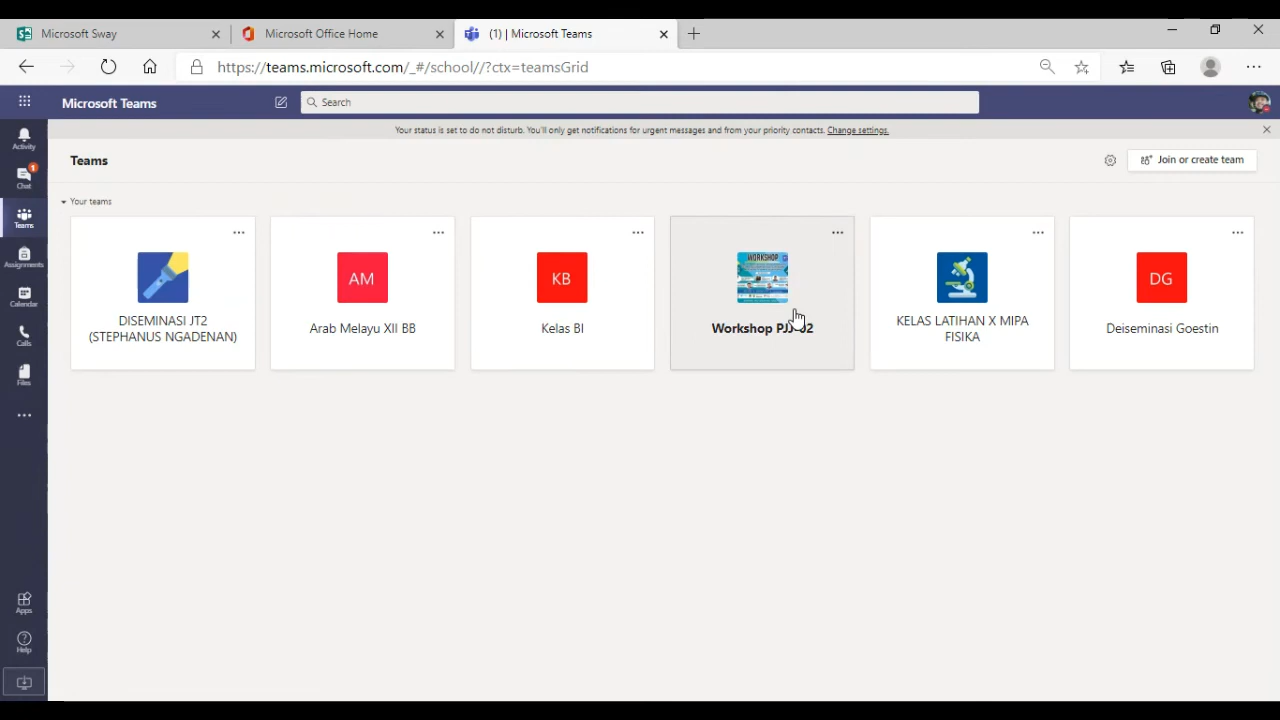 Microsoft Sway
Microsoft Office Home
(1) | Microsoft Teams
https://teams.microsoft.com/_#/school//?ctx=teamsGrid
Microsoft Teams
Search
Your status is set to do not disturb. You'll only get notifications for urgent messages and from your priority contacts. Change settings.
Activity
1
Chat
Teams
Assignments
Calendar
Calls
Files
Apps
Help
Teams
Join or create team
Your teams
DISEMINASI JT2
(STEPHANUS NGADENAN)
AM
Arab Melayu XII BB
KB
Kelas BI
WORKSHOP
Workshop PJJ 02
KELAS LATIHAN X MIPA
FISIKA
DG
Deiseminasi Goestin